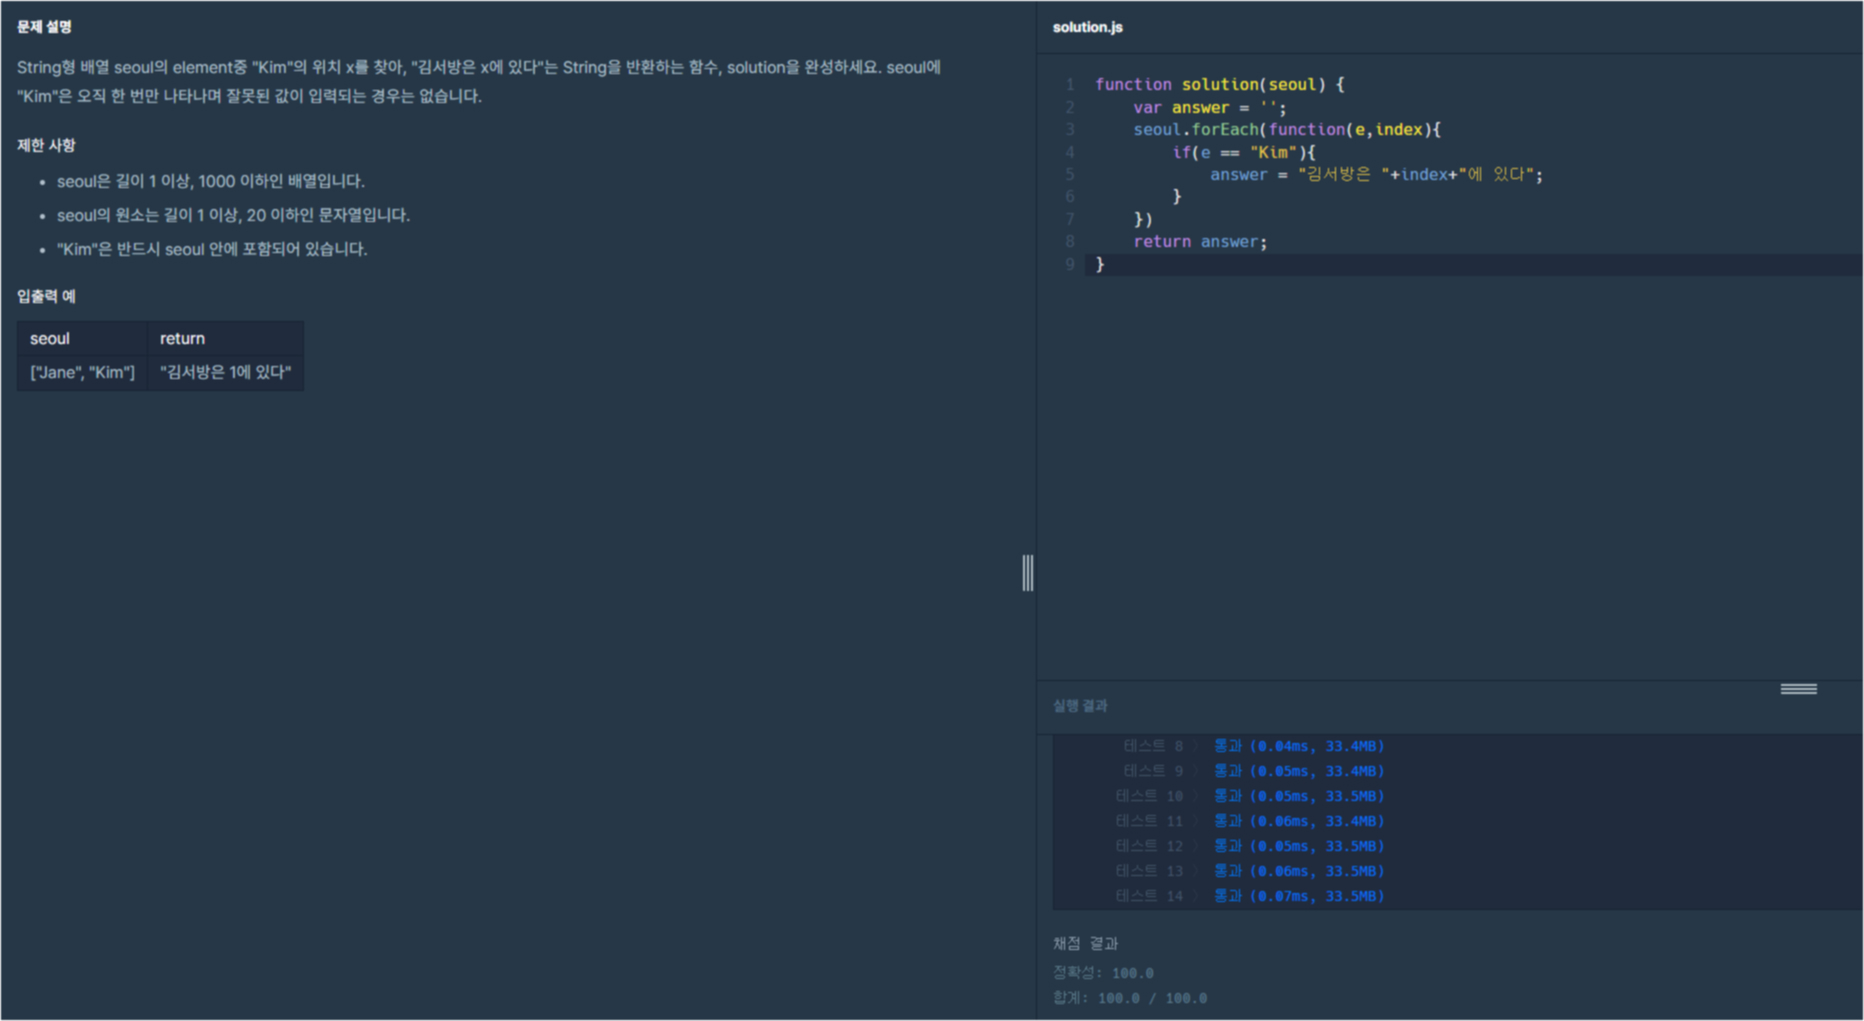 문제 설명
String형 배열 seoul의 element중 "Kim"의 위치 x를 찾아, "김서방은 x에 있다"는 String을 반환하는 함수, solution을 완성하세요. seoul에
"Kim"은 오직 한 번만 나타나며 잘못된 값이 입력되는 경우는 없습니다.
제한 사항
• seoul은 길이 1 이상, 1000 이하인 배열입니다.
• seoul의 원소는 길이 1 이상, 20 이하인 문자열입니다.
• "Kim"은 반드시 seoul 안에 포함되어 있습니다.
입출력 예
seoul return
["Jane", "Kim"] "김서방은 1에 있다"
solution.js
1 function solution(seoul) {
2     var answer = '';
3     seoul.forEach(function(e,index){
4         if(e == "Kim"){
5             answer = "김서방은 "+index+"에 있다";
6         }
7     })
8     return answer;
9 }
실행 결과
테스트 8 〉 통과 (0.04ms, 33.4MB)
테스트 9 〉 통과 (0.05ms, 33.4MB)
테스트 10 〉 통과 (0.05ms, 33.5MB)
테스트 11 〉 통과 (0.06ms, 33.4MB)
테스트 12 〉 통과 (0.05ms, 33.5MB)
테스트 13 〉 통과 (0.06ms, 33.5MB)
테스트 14 〉 통과 (0.07ms, 33.5MB)
채점 결과
정확성: 100.0
합계: 100.0 / 100.0